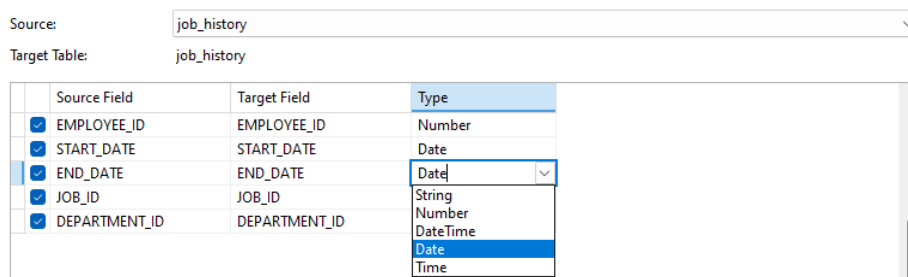 Source: job_history
Target Table: job_history
Source Field Target Field Type
EMPLOYEE_ID EMPLOYEE_ID Number
START_DATE START_DATE Date
END_DATE END_DATE Date
JOB_ID JOB_ID String
DEPARTMENT_ID DEPARTMENT_ID Number
DateTime
Date
Time